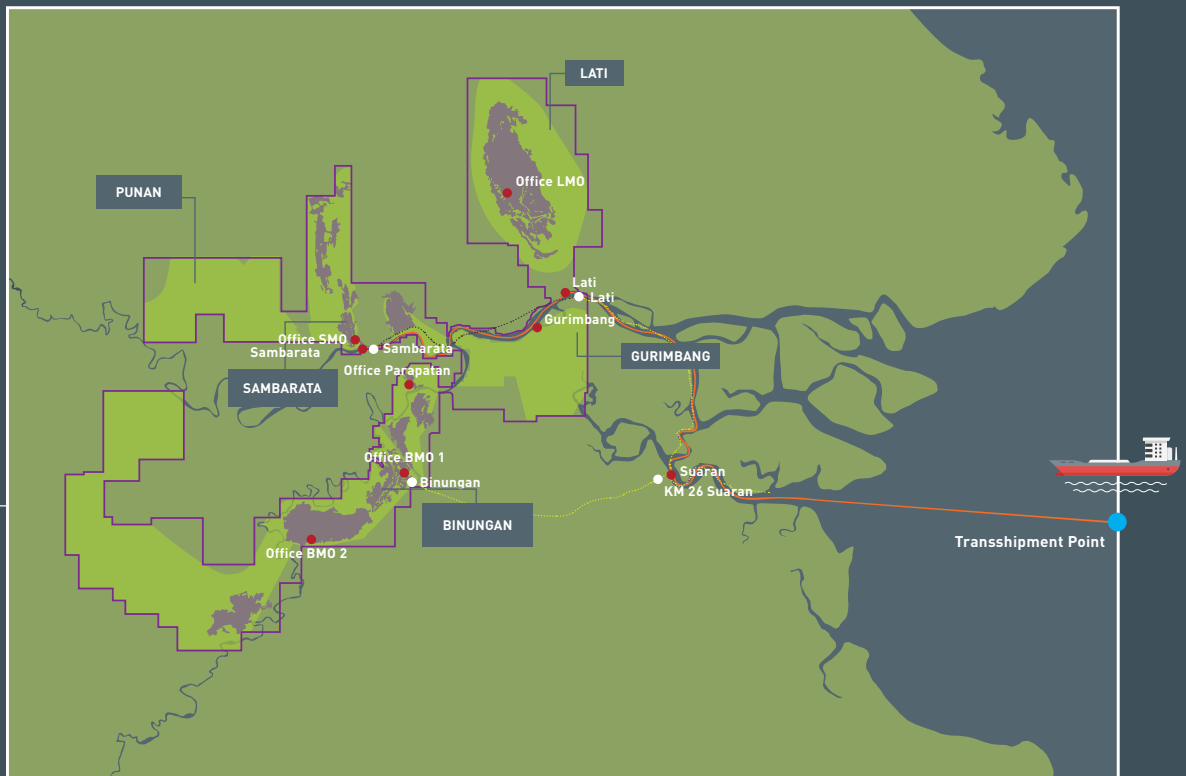 LATI
Office LMO
PUNAN
Lati
Lati
Gurimbang
Office SMO
Sambarata
Sambarata
GURIMBANG
Office Parapatan
SAMBARATA
Office BMO 1
Suaran
Binungan
KM 26 Suaran
BINUNGAN
Transshipment Point
Office BMO 2